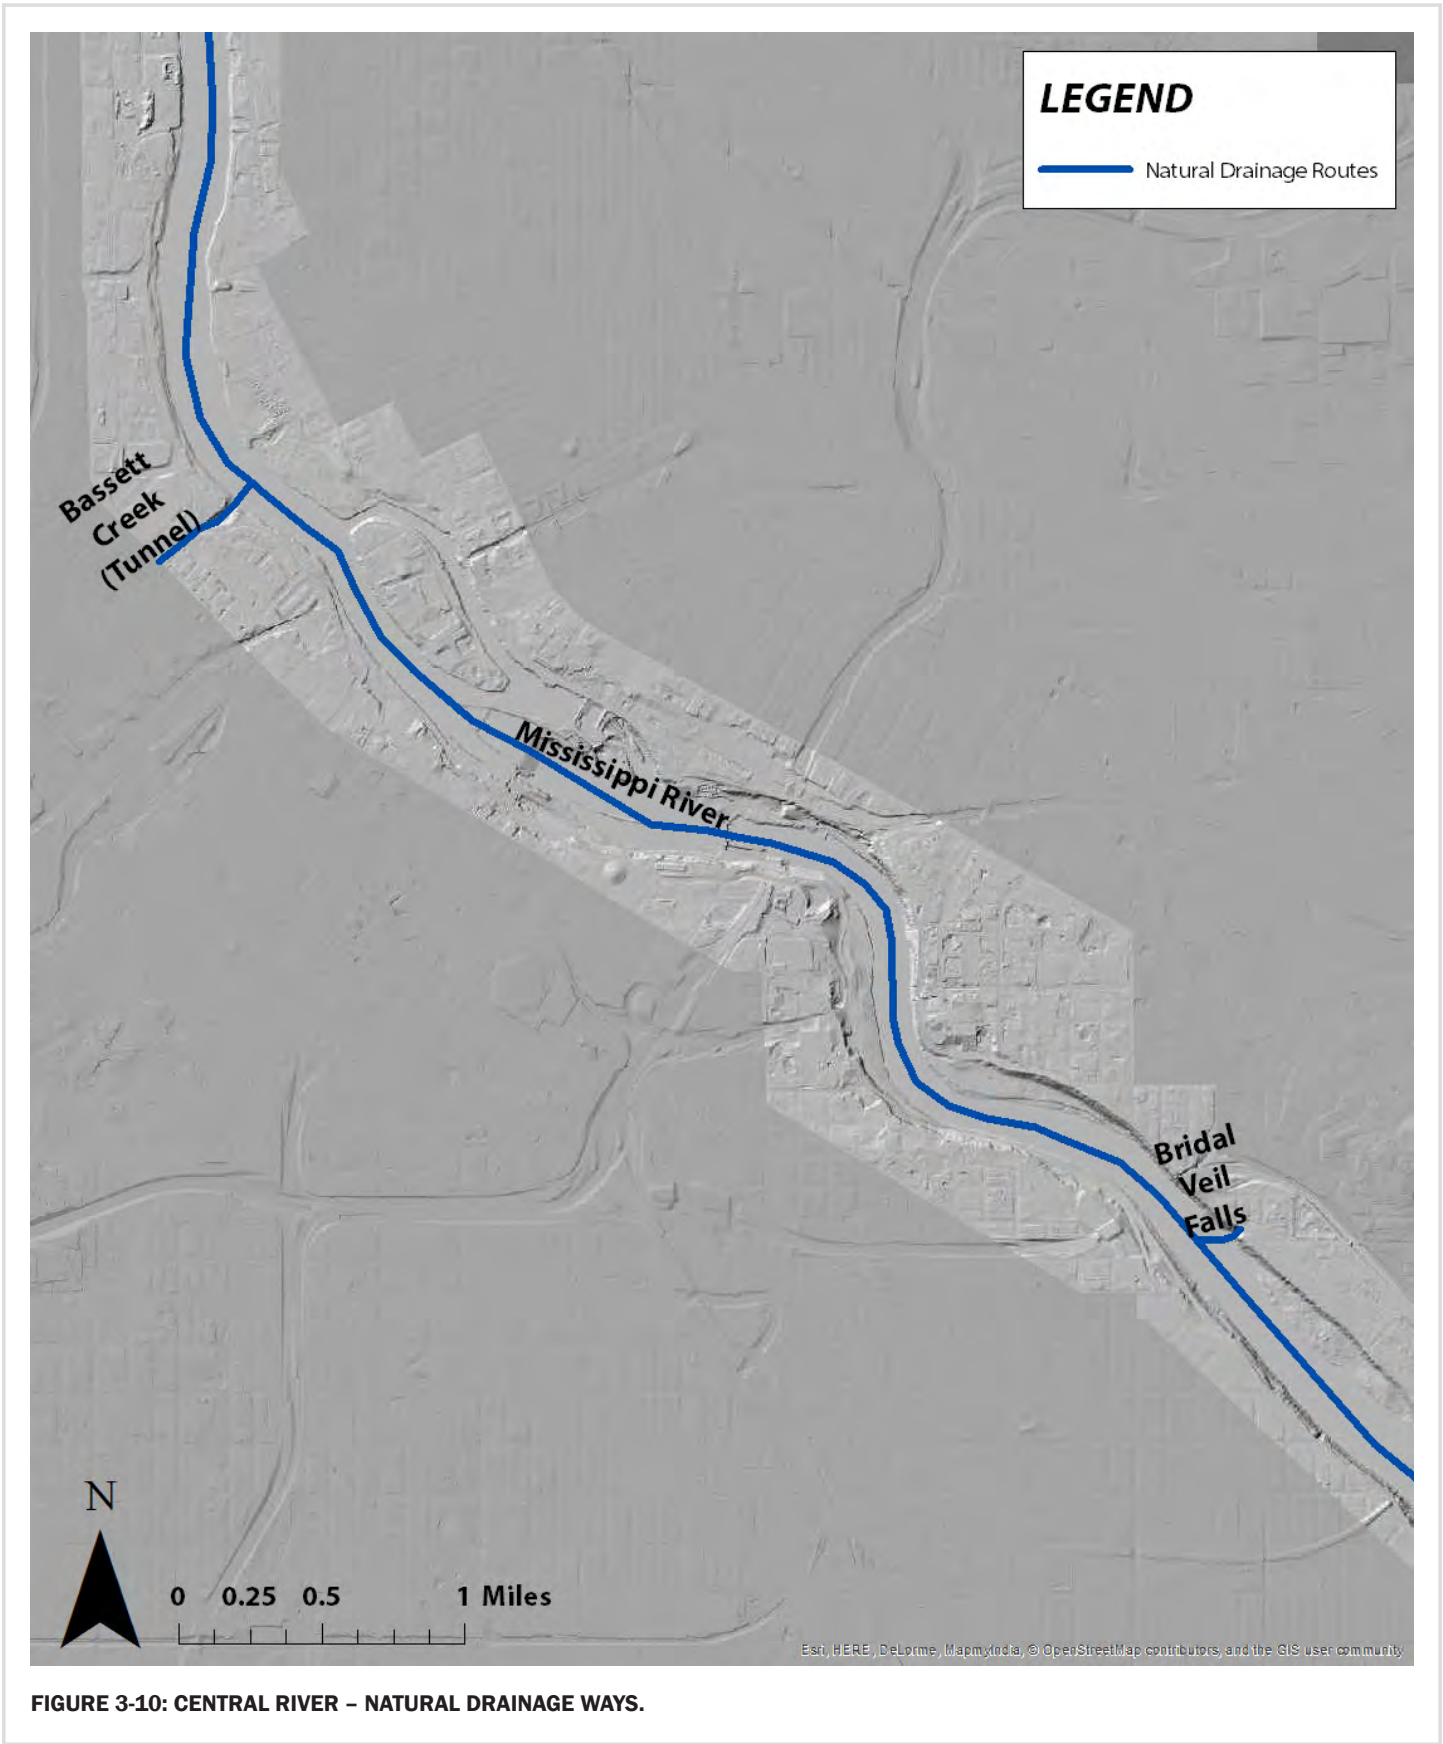 LEGEND
Natural Drainage Routes
Bassett
Creek
(Tunnel)
Mississippi River
Bridal
Veil
Falls
N
0 0.25 0.5 1 Miles
Esri, HERE, DeLorme, MapmyIndia, © OpenStreetMap contributors, and the GIS user community
FIGURE 3-10: CENTRAL RIVER – NATURAL DRAINAGE WAYS.